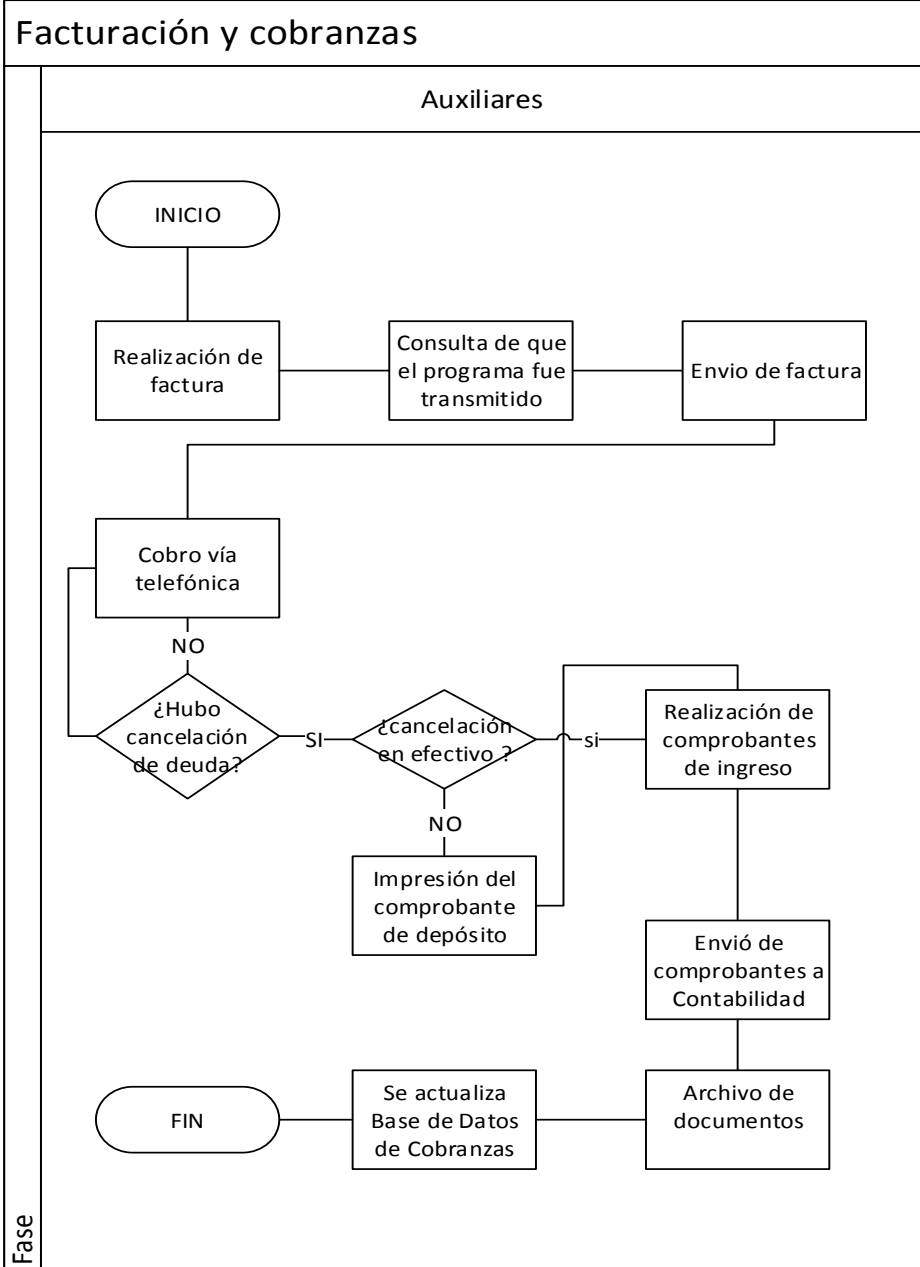 Facturación y cobranzas
Auxiliares
INICIO
Realización de
factura
Consulta de que
el programa fue
transmitido
Envio de factura
Cobro vía
telefónica
NO
¿Hubo
cancelación
de deuda?
SI
¿cancelación
en efectivo ?
si
Realización de
comprobantes
de ingreso
NO
Impresión del
comprobante
de depósito
Envió de
comprobantes a
Contabilidad
Archivo de
documentos
Se actualiza
Base de Datos
de Cobranzas
FIN
Fase